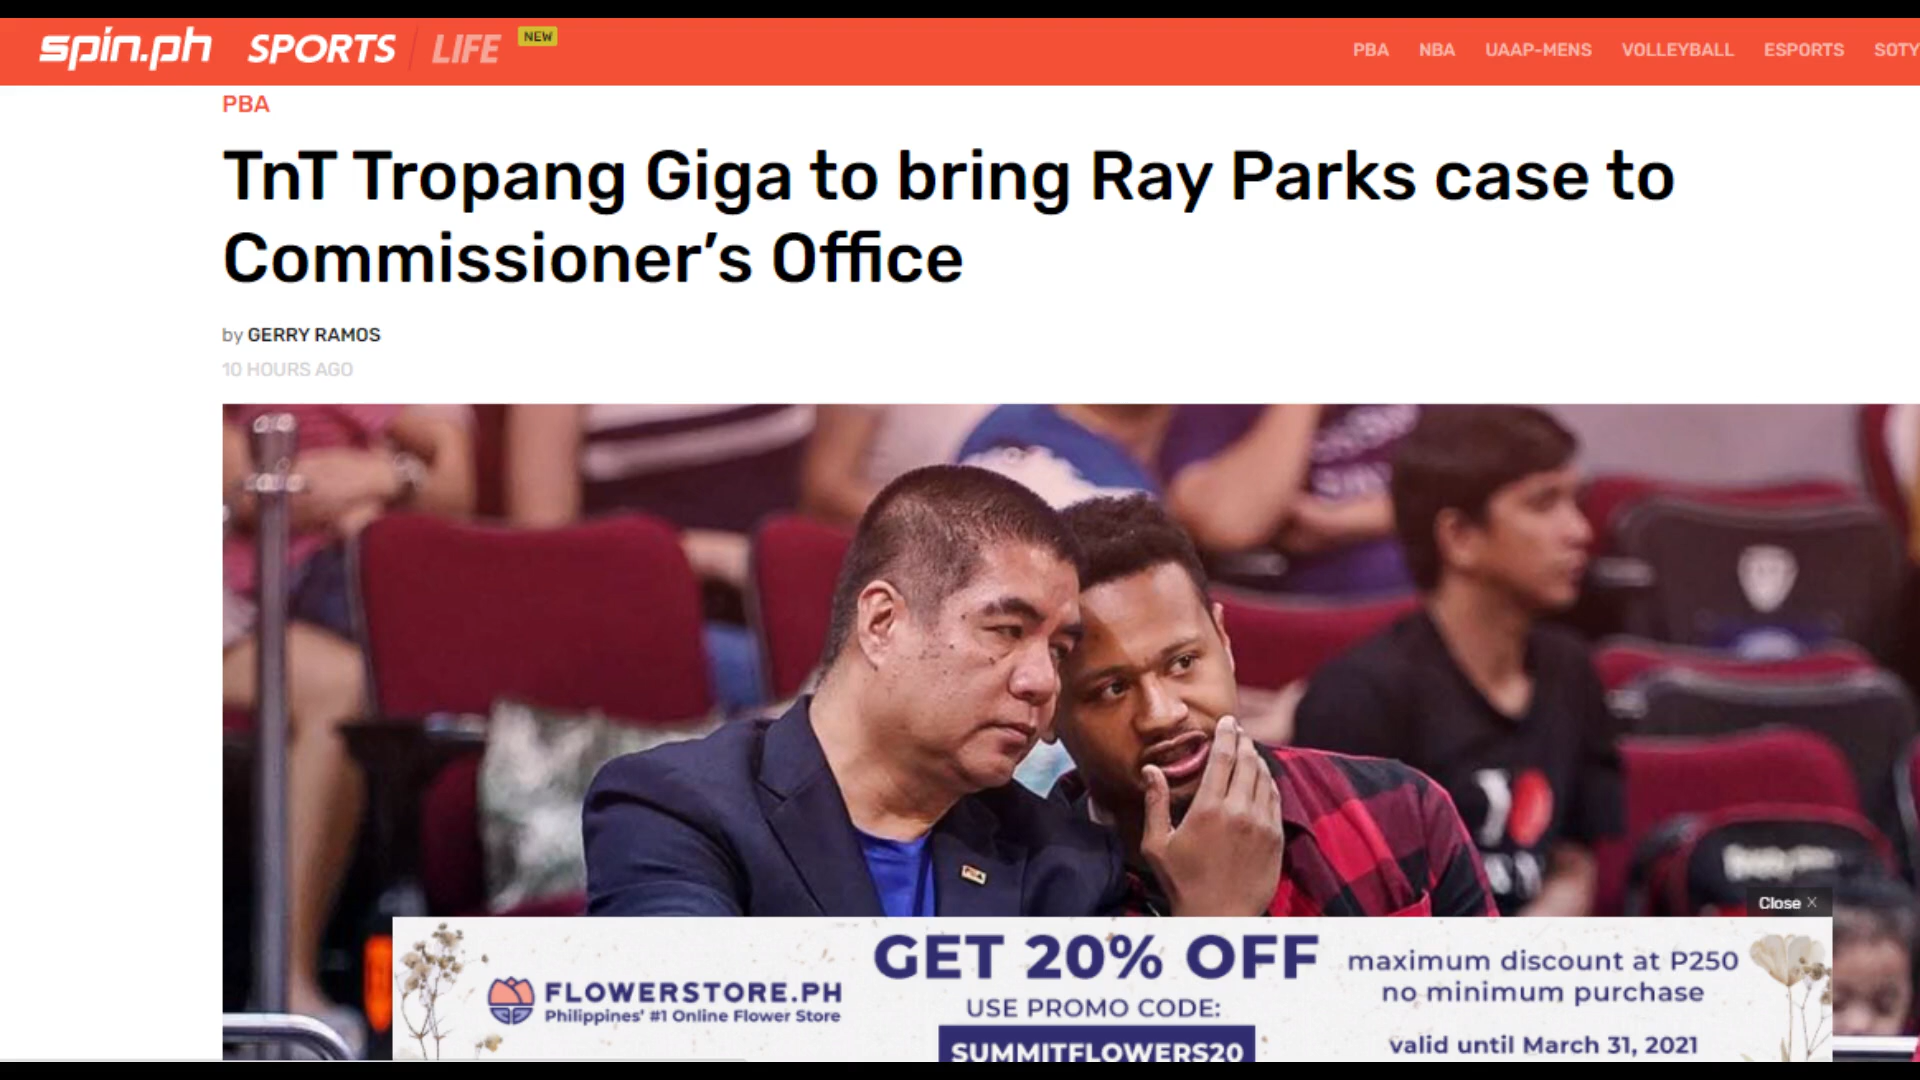 spin.ph SPORTS LIFE NEW
PBA NBA UAAP-MENS VOLLEYBALL ESPORTS SOTY
PBA
TnT Tropang Giga to bring Ray Parks case to
Commissioner's Office
by GERRY RAMOS
10 HOURS AGO
Close ×
FLOWERSTORE.PH
Philippines' #1 Online Flower Store
GET 20% OFF
USE PROMO CODE:
SUMMITFLOWERS20
maximum discount at P250
no minimum purchase
valid until March 31, 2021